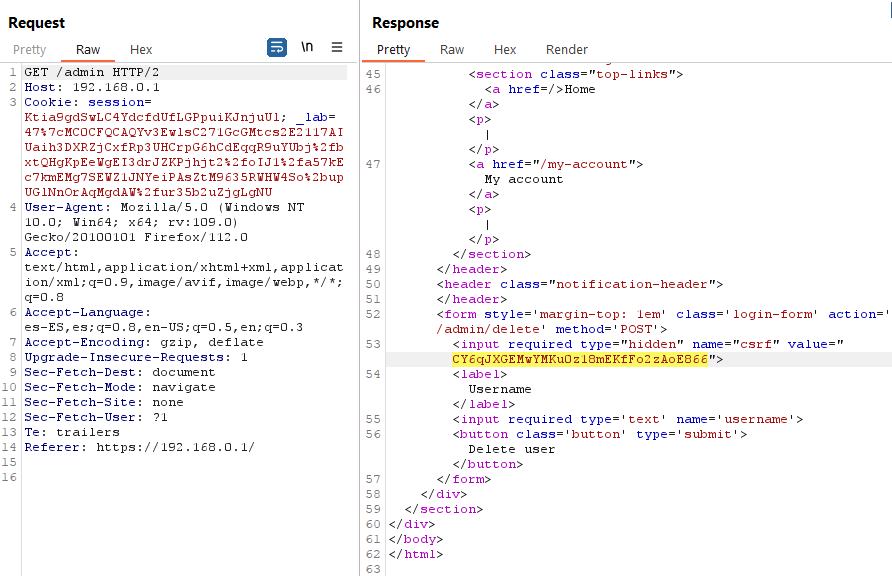 Request
Pretty Raw Hex \n
1 GET /admin HTTP/2
2 Host: 192.168.0.1
3 Cookie: session=
Ktia9gdSwLC4YdcfdUfLGPpuiKJnjuUl; _lab=
47%7cMCOCFQCAQYv3EwlsC271GcGMtcs2E2117AI
Uaih3DXRZjCxfRp3UHCrpG6hCdEqqR9uYUbj%2fb
xtQHgKpEeWgEI3drJZKPjhjt2%2foIJ1%2fa57kE
c7kmEMg7SEWZ1JNYeiPAsZtM9635RWHW4So%2bup
UGlNnOrAqMgdAW%2fur35b2uZjgLgNU
4 User-Agent: Mozilla/5.0 (Windows NT
10.0; Win64; x64; rv:109.0)
Gecko/20100101 Firefox/112.0
5 Accept:
text/html,application/xhtml+xml,applicat
ion/xml;q=0.9,image/avif,image/webp,*/*;
q=0.8
6 Accept-Language:
es-ES,es;q=0.8,en-US;q=0.5,en;q=0.3
7 Accept-Encoding: gzip, deflate
8 Upgrade-Insecure-Requests: 1
9 Sec-Fetch-Dest: document
10 Sec-Fetch-Mode: navigate
11 Sec-Fetch-Site: none
12 Sec-Fetch-User: ?1
13 Te: trailers
14 Referer: https://192.168.0.1/
15
16
Response
Pretty Raw Hex Render
45 <section class="top-links">
46 <a href=/>Home
</a>
<p>
|
</p>
47 <a href="/my-account">
My account
</a>
<p>
|
</p>
48 </section>
49 </header>
50 <header class="notification-header">
51 </header>
52 <form style='margin-top: 1em' class='login-form' action='
/admin/delete' method='POST'>
53 <input required type="hidden" name="csrf" value="
CY6qJXGEMwYMKuOz18mEKfFo2zAoE866">
54 <label>
Username
</label>
55 <input required type='text' name='username'>
56 <button class='button' type='submit'>
Delete user
</button>
57 </form>
58 </div>
59 </section>
60 </div>
61 </body>
62 </html>
63